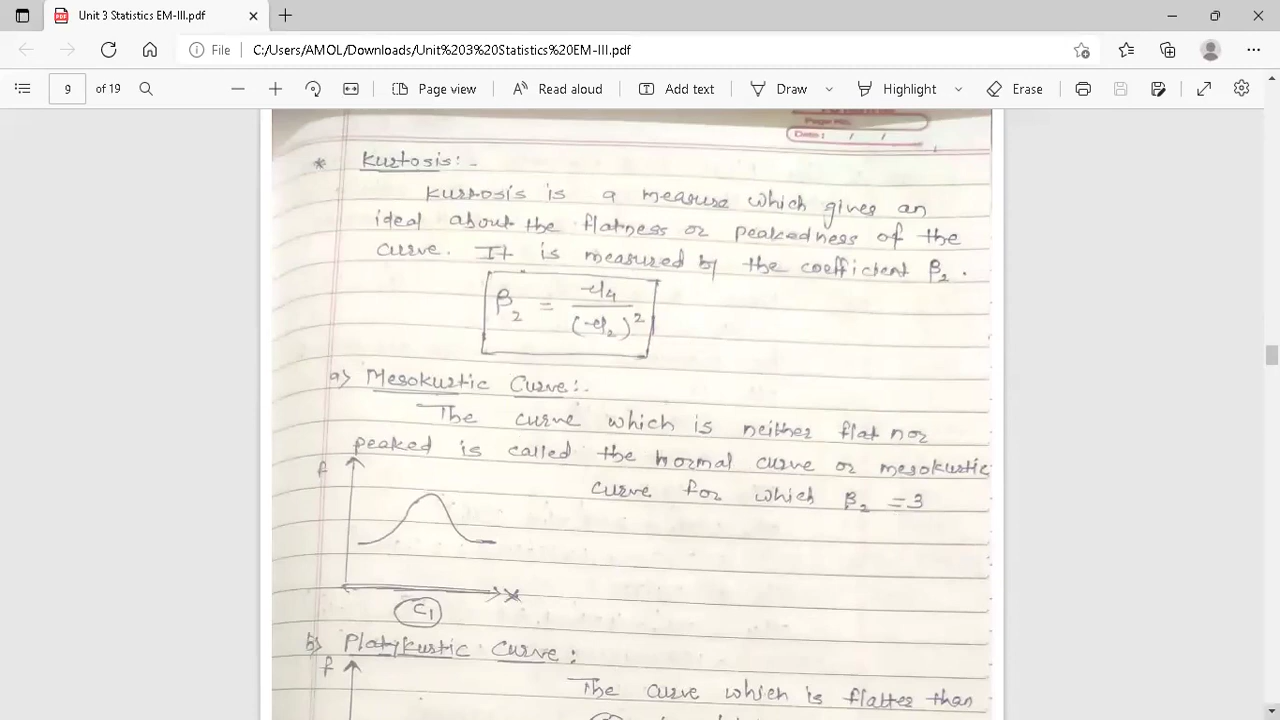 Unit 3 Statistics EM-III.pdf
File C:/Users/AMOL/Downloads/Unit%203%20Statistics%20EM-III.pdf
9 of 19 Page view Read aloud Add text Draw Highlight Erase
Page No.
Date: / /
* Kurtosis:-
Kurtosis is a measure which gives an
ideal about the flatness or peakedness of the
curve. It is measured by the coefficient β₂.
β₂ = μ₄ / (μ₂)²
a) Mesokurtic Curve:-
The curve which is neither flat nor
peaked is called the normal curve or mesokurtic
f
curve for which β₂ = 3
x
C₁
b) Platykurtic Curve:
f
The curve which is flatter than